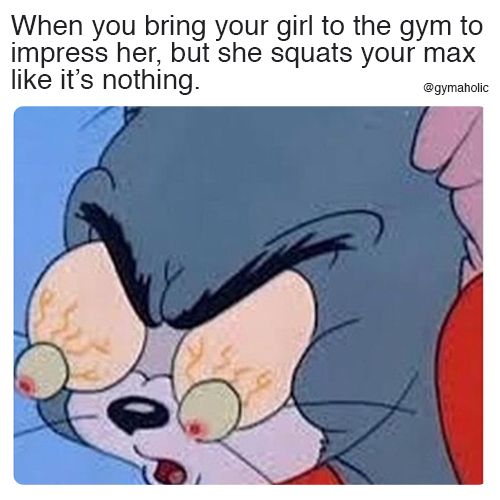 When you bring your girl to the gym to
impress her, but she squats your max
like it’s nothing.
@gymaholic